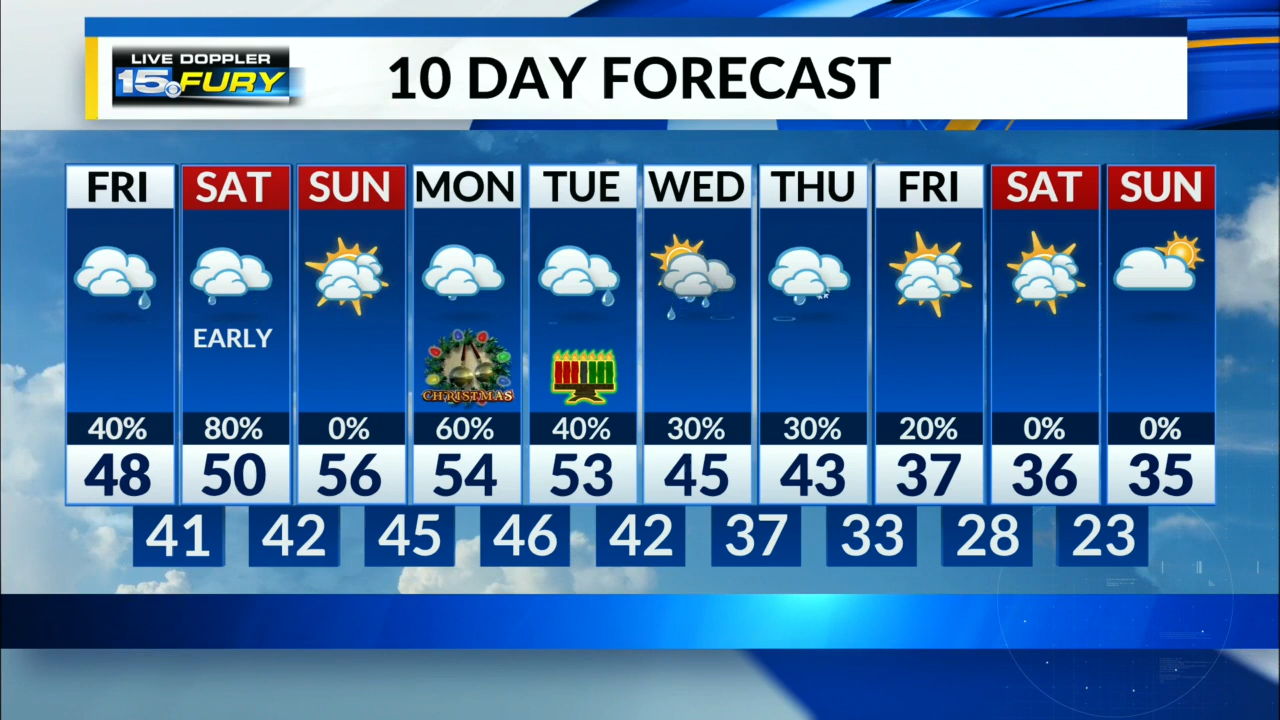 LIVE DOPPLER
15 FURY
10 DAY FORECAST
FRI SAT SUN MON TUE WED THU FRI SAT SUN
EARLY
CHRISTMAS
40% 80% 0% 60% 40% 30% 30% 20% 0% 0%
48 50 56 54 53 45 43 37 36 35
41 42 45 46 42 37 33 28 23